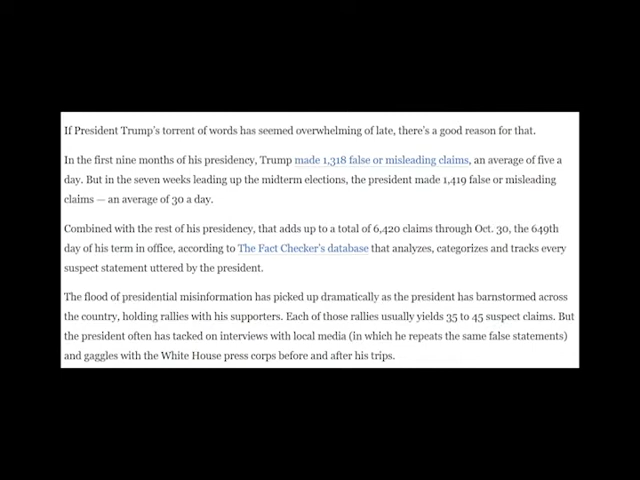 If President Trump's torrent of words has seemed overwhelming of late, there's a good reason for that.
In the first nine months of his presidency, Trump made 1,318 false or misleading claims, an average of five a
day. But in the seven weeks leading up the midterm elections, the president made 1,419 false or misleading
claims — an average of 30 a day.
Combined with the rest of his presidency, that adds up to a total of 6,420 claims through Oct. 30, the 649th
day of his term in office, according to The Fact Checker's database that analyzes, categorizes and tracks every
suspect statement uttered by the president.
The flood of presidential misinformation has picked up dramatically as the president has barnstormed across
the country, holding rallies with his supporters. Each of those rallies usually yields 35 to 45 suspect claims. But
the president often has tacked on interviews with local media (in which he repeats the same false statements)
and gaggles with the White House press corps before and after his trips.